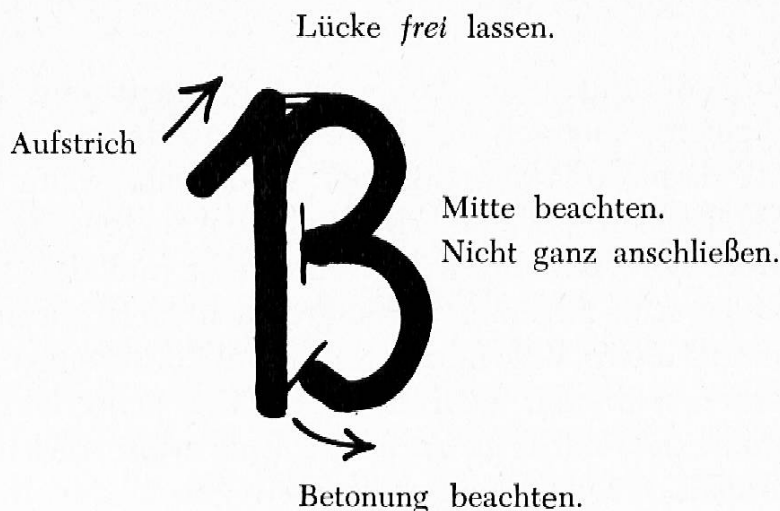 Lücke frei lassen.
Aufstrich
B
Mitte beachten.
Nicht ganz anschließen.
Betonung beachten.